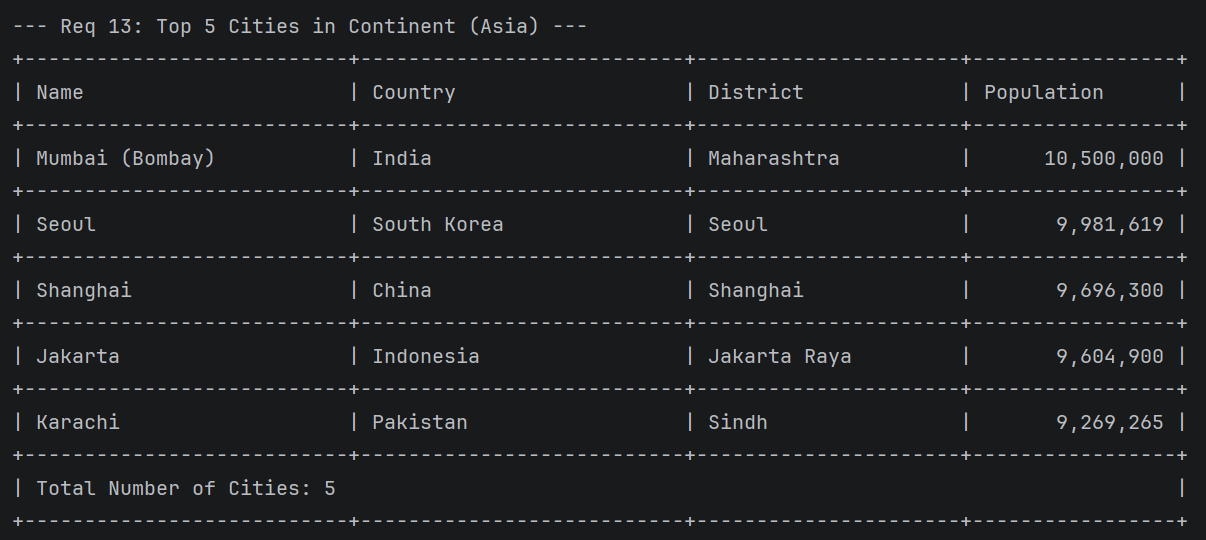 --- Req 13: Top 5 Cities in Continent (Asia) ---
+---------------------------+---------------------------+----------------------+-----------------+
| Name                      | Country                   | District             | Population      |
+---------------------------+---------------------------+----------------------+-----------------+
| Mumbai (Bombay)           | India                     | Maharashtra          |      10,500,000 |
+---------------------------+---------------------------+----------------------+-----------------+
| Seoul                     | South Korea               | Seoul                |       9,981,619 |
+---------------------------+---------------------------+----------------------+-----------------+
| Shanghai                  | China                     | Shanghai             |       9,696,300 |
+---------------------------+---------------------------+----------------------+-----------------+
| Jakarta                   | Indonesia                 | Jakarta Raya         |       9,604,900 |
+---------------------------+---------------------------+----------------------+-----------------+
| Karachi                   | Pakistan                  | Sindh                |       9,269,265 |
+---------------------------+---------------------------+----------------------+-----------------+
| Total Number of Cities: 5                                                                      |
+---------------------------+---------------------------+----------------------+-----------------+